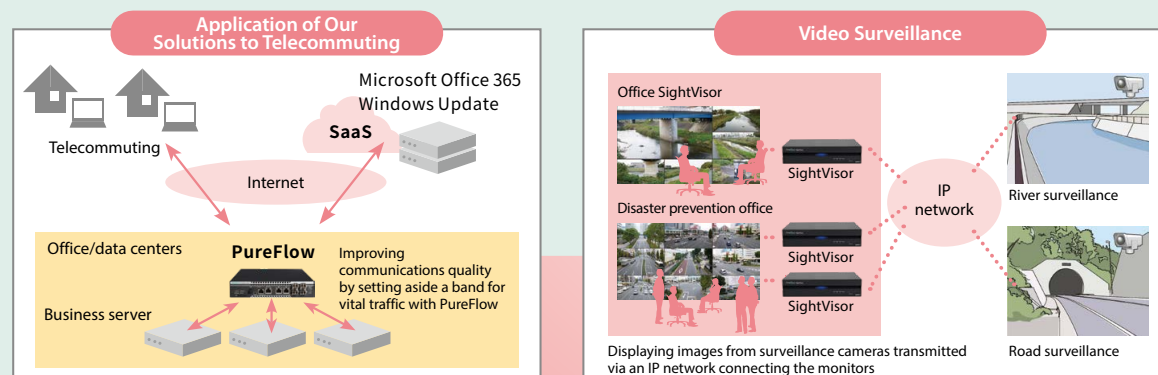 Application of Our
Solutions to Telecommuting
Microsoft Office 365
Windows Update
SaaS
Telecommuting
Internet
Office/data centers
PureFlow
Improving
communications quality
by setting aside a band for
vital traffic with PureFlow
Business server
Video Surveillance
Office SightVisor
SightVisor
Disaster prevention office
SightVisor
SightVisor
IP
network
River surveillance
Road surveillance
Displaying images from surveillance cameras transmitted
via an IP network connecting the monitors